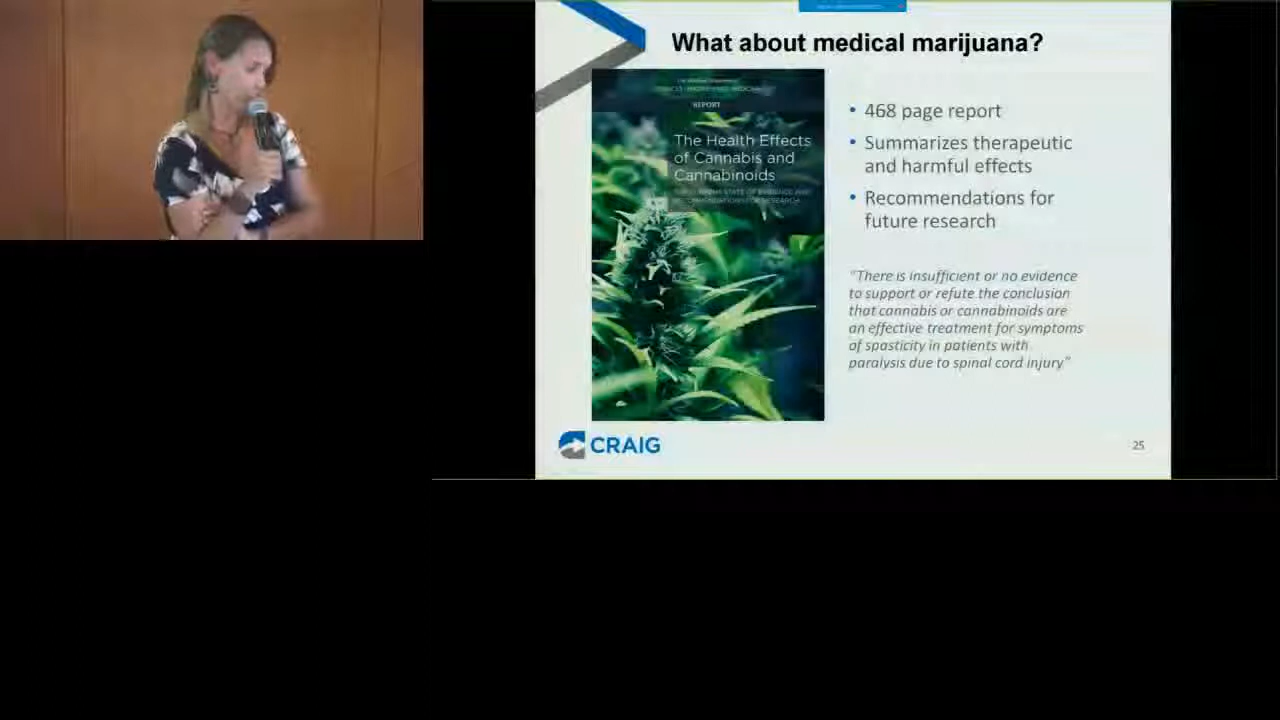 What about medical marijuana?
REPORT
The Health Effects
of Cannabis and
Cannabinoids
• 468 page report
• Summarizes therapeutic
and harmful effects
• Recommendations for
future research
"There is insufficient or no evidence
to support or refute the conclusion
that cannabis or cannabinoids are
an effective treatment for symptoms
of spasticity in patients with
paralysis due to spinal cord injury"
CRAIG
25